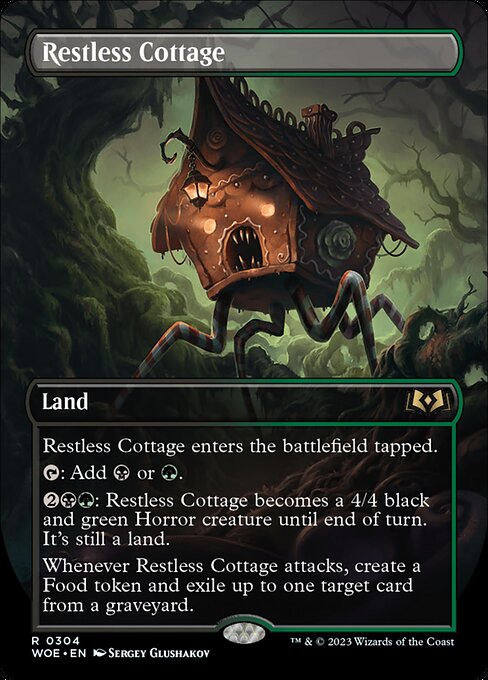 Restless Cottage
Land
Restless Cottage enters the battlefield tapped.
: Add or .
2: Restless Cottage becomes a 4/4 black
and green Horror creature until end of turn.
It's still a land.
Whenever Restless Cottage attacks, create a
Food token and exile up to one target card
from a graveyard.
R 0304
WOE • EN Sergey Glushakov
™ & © 2023 Wizards of the Coast